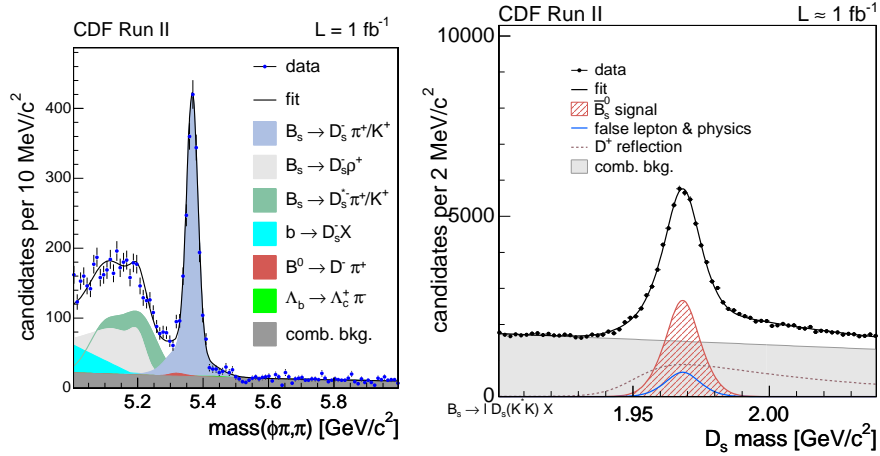 CDF Run II L = 1 fb⁻¹
candidates per 10 MeV/c²
400
300
200
100
0
data
fit
Bₛ → Dₛ⁻ π⁺/K⁺
Bₛ → Dₛ⁻ρ⁺
Bₛ → Dₛ*⁻π⁺/K⁺
b → Dₛ⁻X
B⁰ → D⁻ π⁺
Λb → Λc⁺ π⁻
comb. bkg.
5.2 5.4 5.6 5.8
mass(ϕπ,π) [GeV/c²]
CDF Run II L ≈ 1 fb⁻¹
candidates per 2 MeV/c²
10000
5000
0
data
fit
B̅ₛ⁰ signal
false lepton & physics
D⁺ reflection
comb. bkg.
1.95 2.00
Bₛ → l Dₛ(K*K) X
Dₛ mass [GeV/c²]